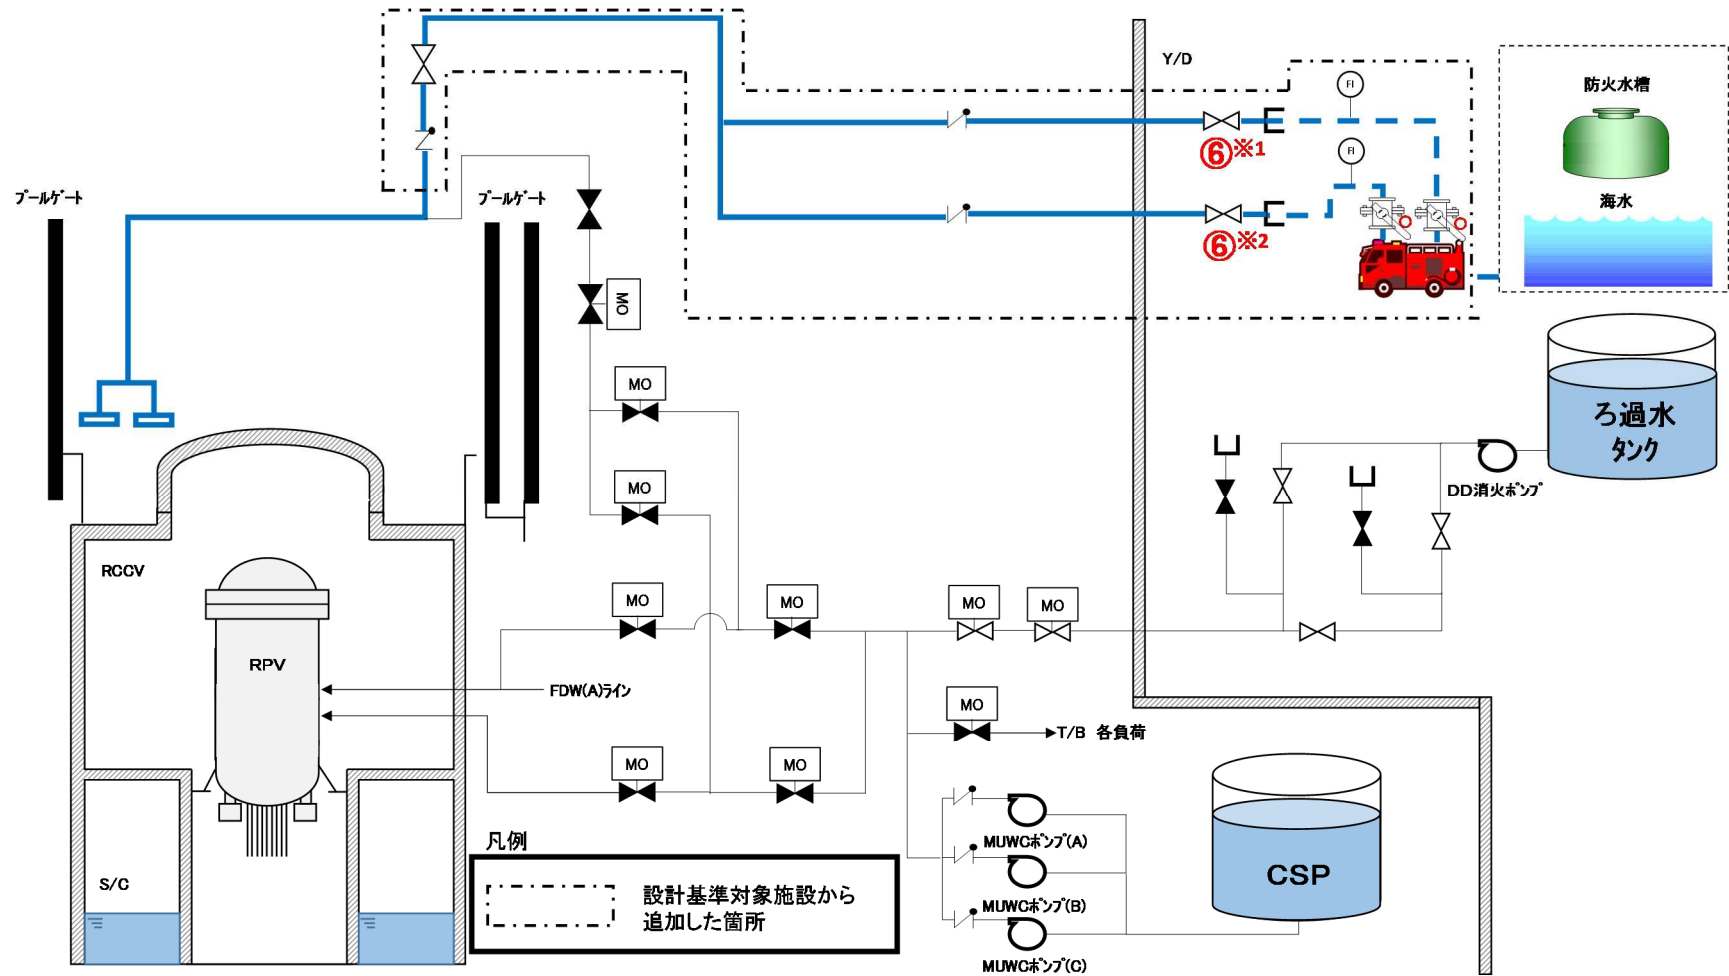 Y/D
防火水槽
FI
⑥※1
FI
海水
プールゲート
プールゲート
⑥※2
MO
MO
ろ過水
タンク
MO
DD消火ポンプ
RCCV
MO
MO
MO
MO
RPV
FDW(A)ライン
MO
T/B 各負荷
MO
MO
凡例
MUWCポンプ(A)
CSP
S/C
設計基準対象施設から
追加した箇所
MUWCポンプ(B)
MUWCポンプ(C)